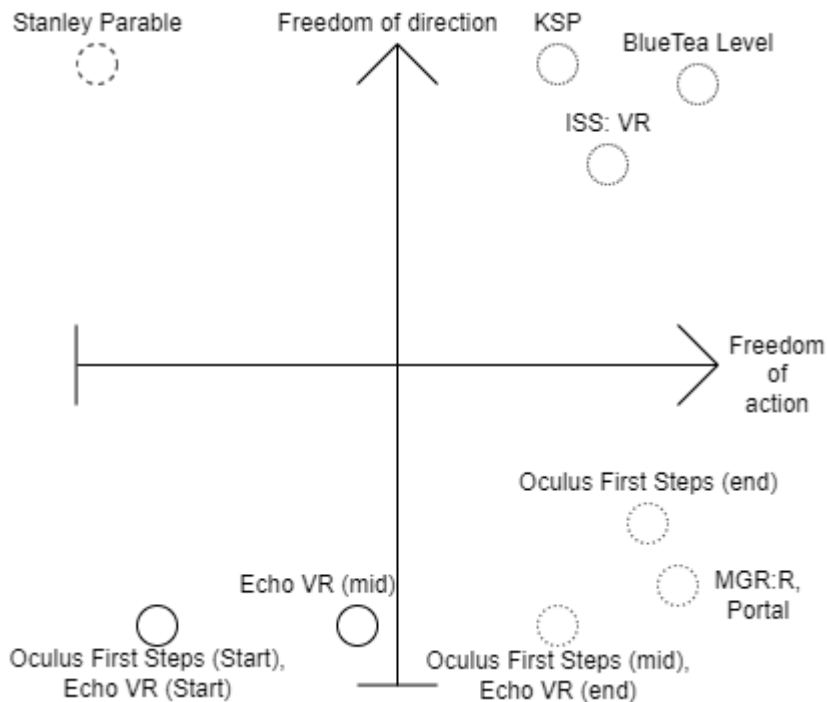 Stanley Parable
Freedom of direction
KSP
BlueTea Level
ISS: VR
Freedom
of
action
Oculus First Steps (end)
Echo VR (mid)
MGR:R,
Portal
Oculus First Steps (Start),
Echo VR (Start)
Oculus First Steps (mid),
Echo VR (end)